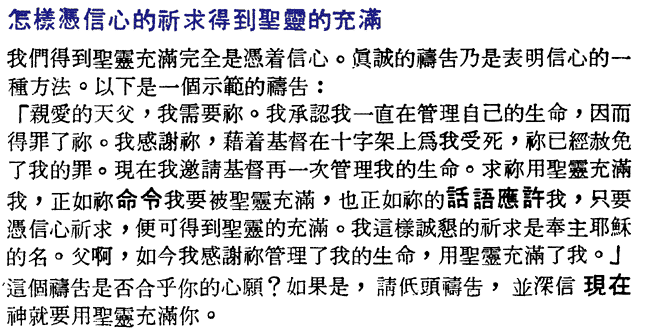 怎樣憑信心的祈求得到聖靈的充滿
我們得到聖靈充滿完全是憑着信心。眞誠的禱告乃是表明信心的一
種方法。以下是一個示範的禱告：
「親愛的天父，我需要祢。我承認我一直在管理自己的生命，因而
得罪了祢。我感謝祢，藉着基督在十字架上爲我受死，祢已經赦免
了我的罪。現在我邀請基督再一次管理我的生命。求祢用聖靈充滿
我，正如祢命令我要被聖靈充滿，也正如祢的話語應許我，只要
憑信心祈求，便可得到聖靈的充滿。我這樣誠懇的祈求是奉主耶穌
的名。父啊，如今我感謝祢管理了我的生命，用聖靈充滿了我。」
這個禱告是否合乎你的心願？如果是，請低頭禱告，並深信現在
神就要用聖靈充滿你。